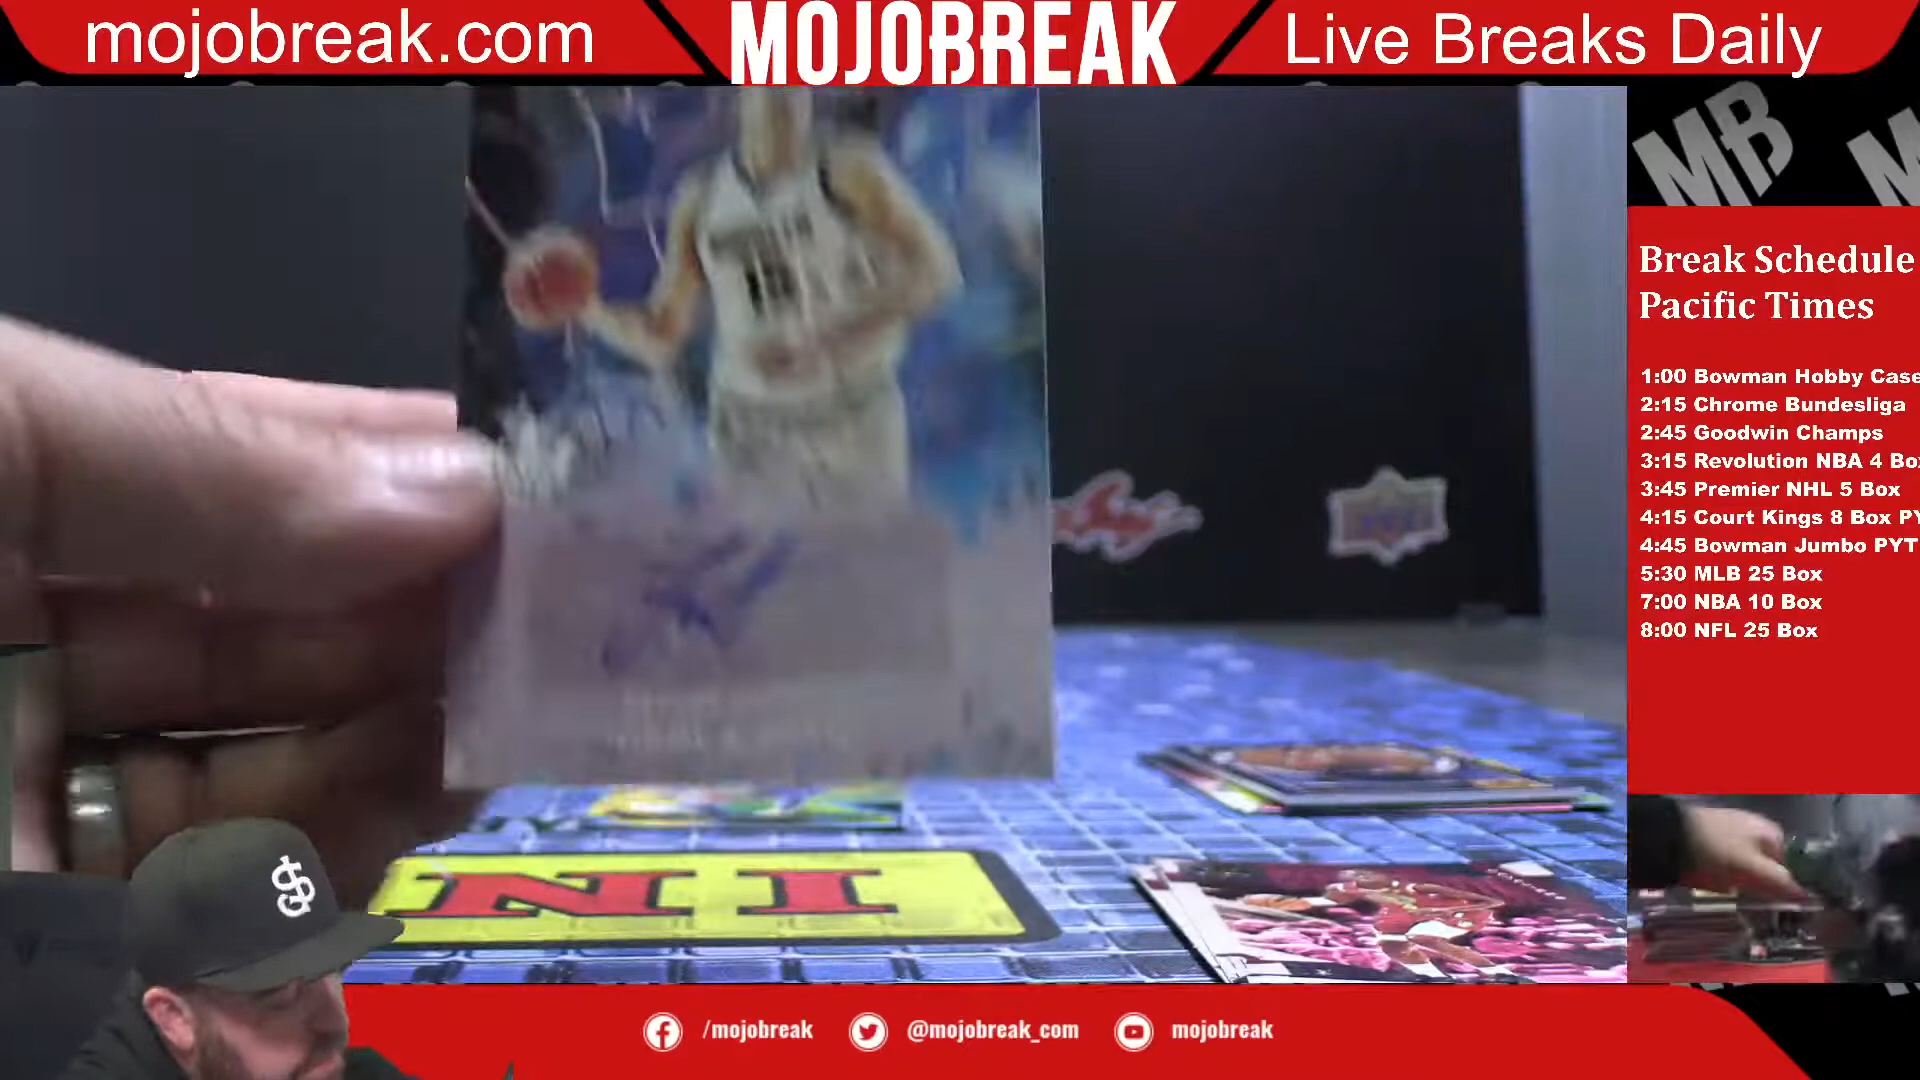 mojobreak.com
MOJOBREAK
Live Breaks Daily
MB
Break Schedule
Pacific Times
1:00 Bowman Hobby Case
2:15 Chrome Bundesliga
2:45 Goodwin Champs
3:15 Revolution NBA 4 Box
3:45 Premier NHL 5 Box
4:15 Court Kings 8 Box PY
4:45 Bowman Jumbo PYT
5:30 MLB 25 Box
7:00 NBA 10 Box
8:00 NFL 25 Box
NI
/mojobreak
@mojobreak_com
mojobreak